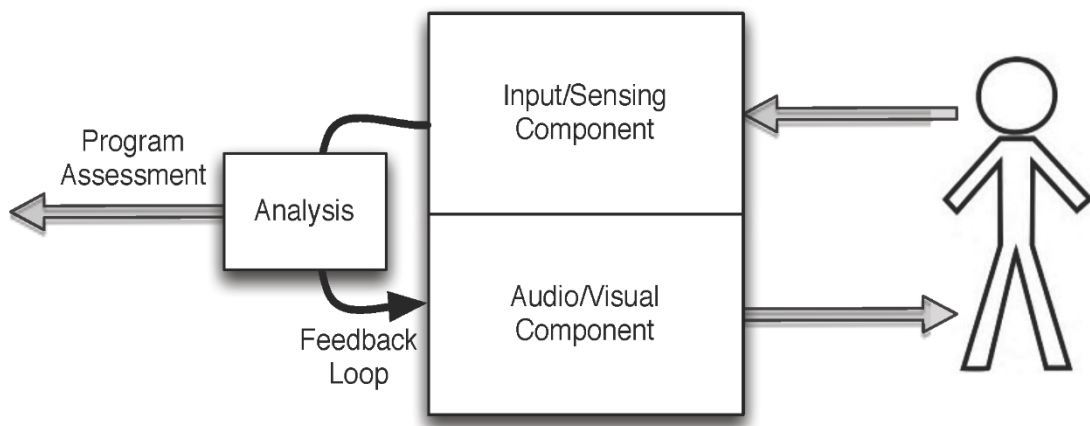 Program
Assessment
Analysis
Feedback
Loop
Input/Sensing
Component
Audio/Visual
Component